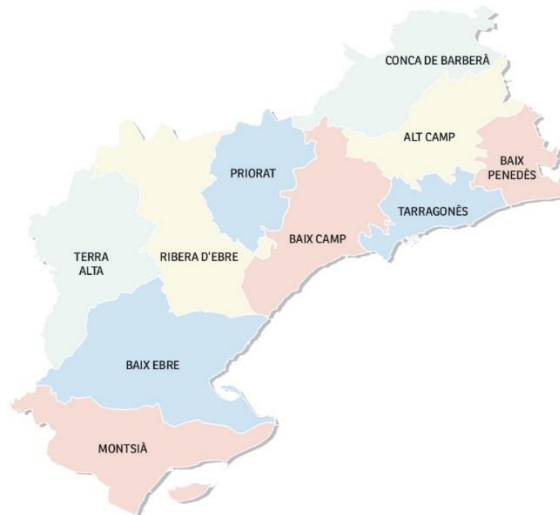 CONCA DE BARBERÀ
ALT CAMP
BAIX
PENEDÈS
PRIORAT
TARRAGONÈS
BAIX CAMP
TERRA
ALTA
RIBERA D'EBRE
BAIX EBRE
MONTSIÀ